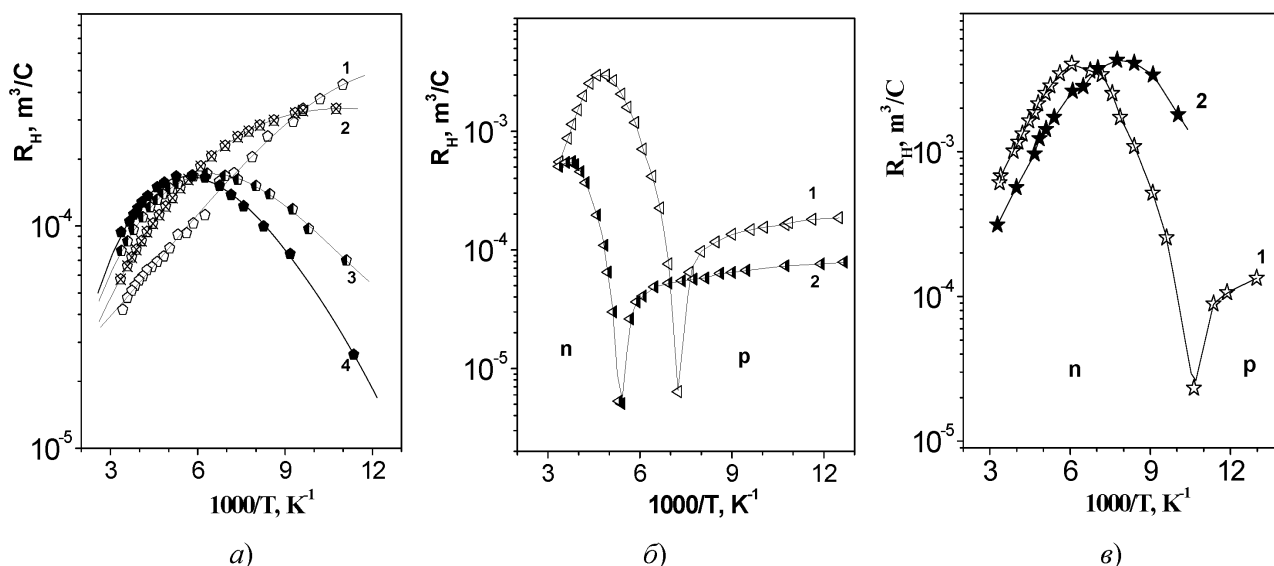 R_H, m³/C
10⁻⁴
10⁻⁵
1
2
3
4
3 6 9 12
1000/T, K⁻¹
а)
R_H, m³/C
10⁻³
10⁻⁴
10⁻⁵
1
2
n p
3 6 9 12
1000/T, K⁻¹
б)
R_H, m³/C
10⁻³
10⁻⁴
10⁻⁵
2
1
n p
3 6 9 12
1000/T, K⁻¹
в)